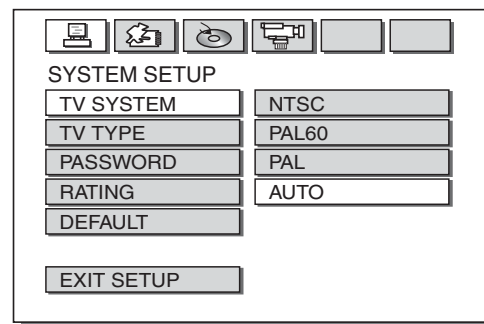 SYSTEM SETUP
TV SYSTEM
TV TYPE
PASSWORD
RATING
DEFAULT
EXIT SETUP
NTSC
PAL60
PAL
AUTO